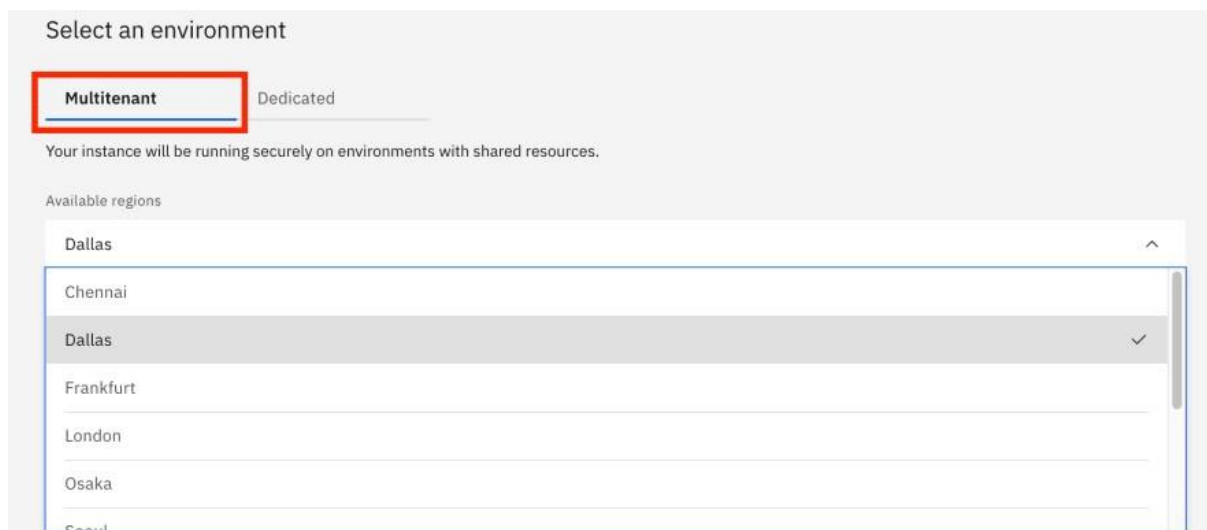 Select an environment
Multitenant Dedicated
Your instance will be running securely on environments with shared resources.
Available regions
Dallas
Chennai
Dallas
Frankfurt
London
Osaka
Seoul